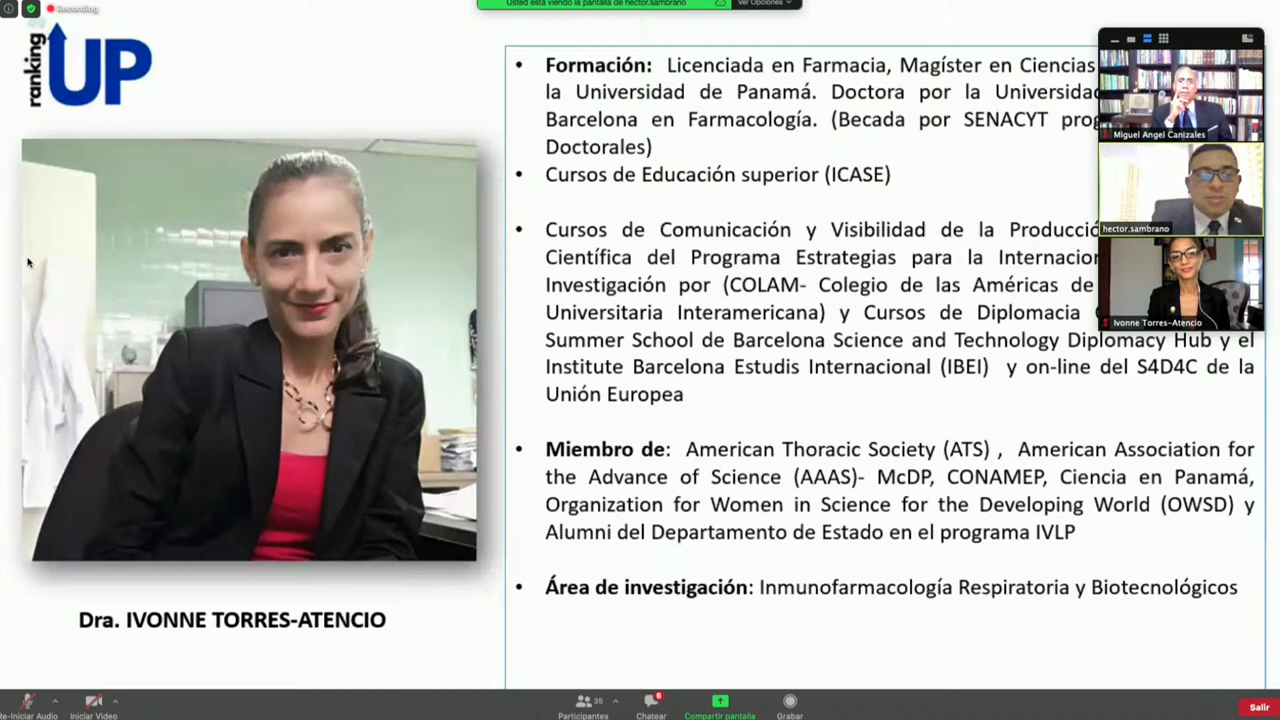 Recording
Usted está viendo la pantalla de hector.sambrano
Ver Opciones
ranking UP
Formación: Licenciada en Farmacia, Magíster en Ciencias
la Universidad de Panamá. Doctora por la Universidad
Barcelona en Farmacología. (Becada por SENACYT
Doctorales)
Cursos de Educación superior (ICASE)
Cursos de Comunicación y Visibilidad de la
Científica del Programa Estrategias para la
Investigación por (COLAM- Colegio de las Américas de
Universitaria Interamericana) y Cursos de Diplomacia
Summer School de Barcelona Science and Technology Diplomacy Hub y el
Institute Barcelona Estudis Internacional (IBEI) y on-line del S4D4C de la
Unión Europea
Miembro de: American Thoracic Society (ATS) , American Association for
the Advance of Science (AAAS)- McDP, CONAMEP, Ciencia en Panamá,
Organization for Women in Science for the Developing World (OWSD) y
Alumni del Departamento de Estado en el programa IVLP
Área de investigación: Inmunofarmacología Respiratoria y Biotecnológicos
Dra. IVONNE TORRES-ATENCIO
Miguel Angel Canizales
hector.sambrano
Ivonne Torres-Atencio
Re-Iniciar Audio
Iniciar Video
Participantes
36
Chatear
6
Compartir pantalla
Grabar
Salir